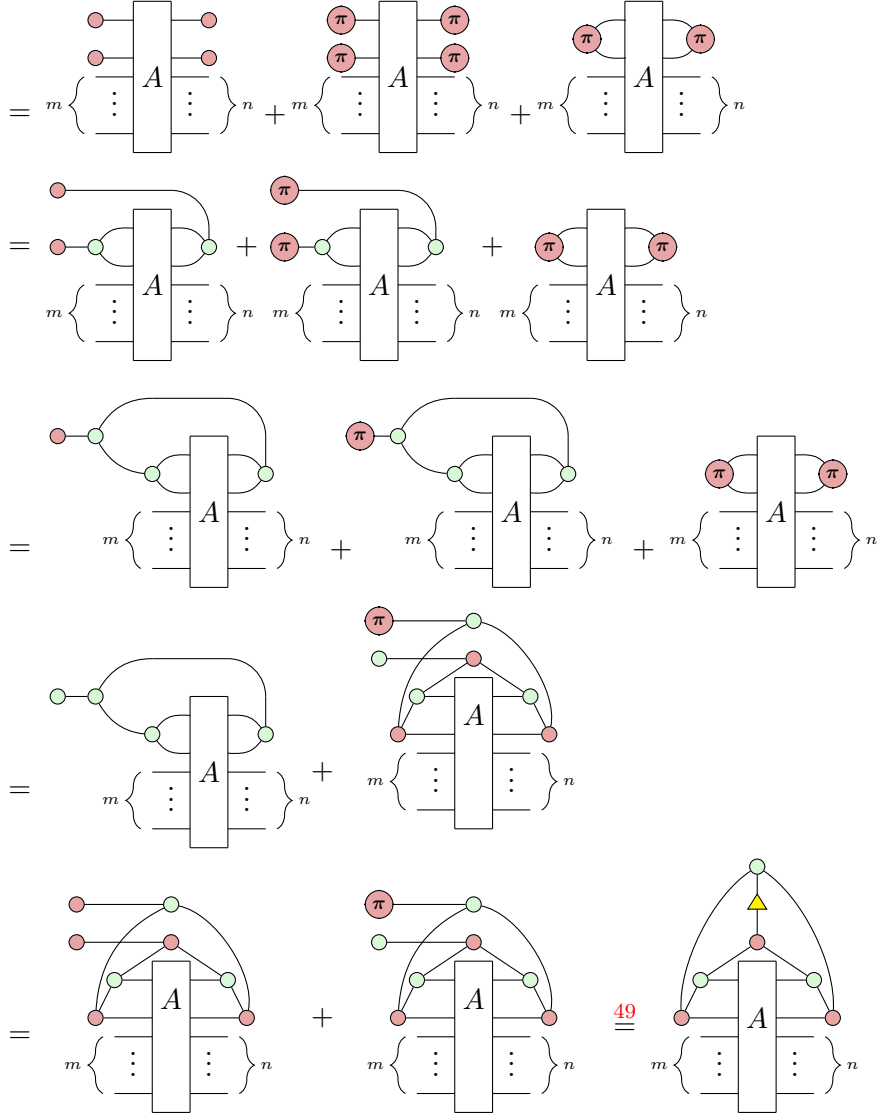 = m { π π π π A ⋮ ⋮ } n + m { A ⋮ ⋮ } n + m { π A π ⋮ ⋮ } n
= m { A ⋮ ⋮ } n + π π m { A ⋮ ⋮ } n + π A π m { ⋮ ⋮ } n
= m { A ⋮ ⋮ } n + π m { A ⋮ ⋮ } n + π A π m { ⋮ ⋮ } n
= m { A ⋮ ⋮ } n + π A m { ⋮ ⋮ } n
= A m { ⋮ ⋮ } n + π A m { ⋮ ⋮ } n 49 = A m { ⋮ ⋮ } n